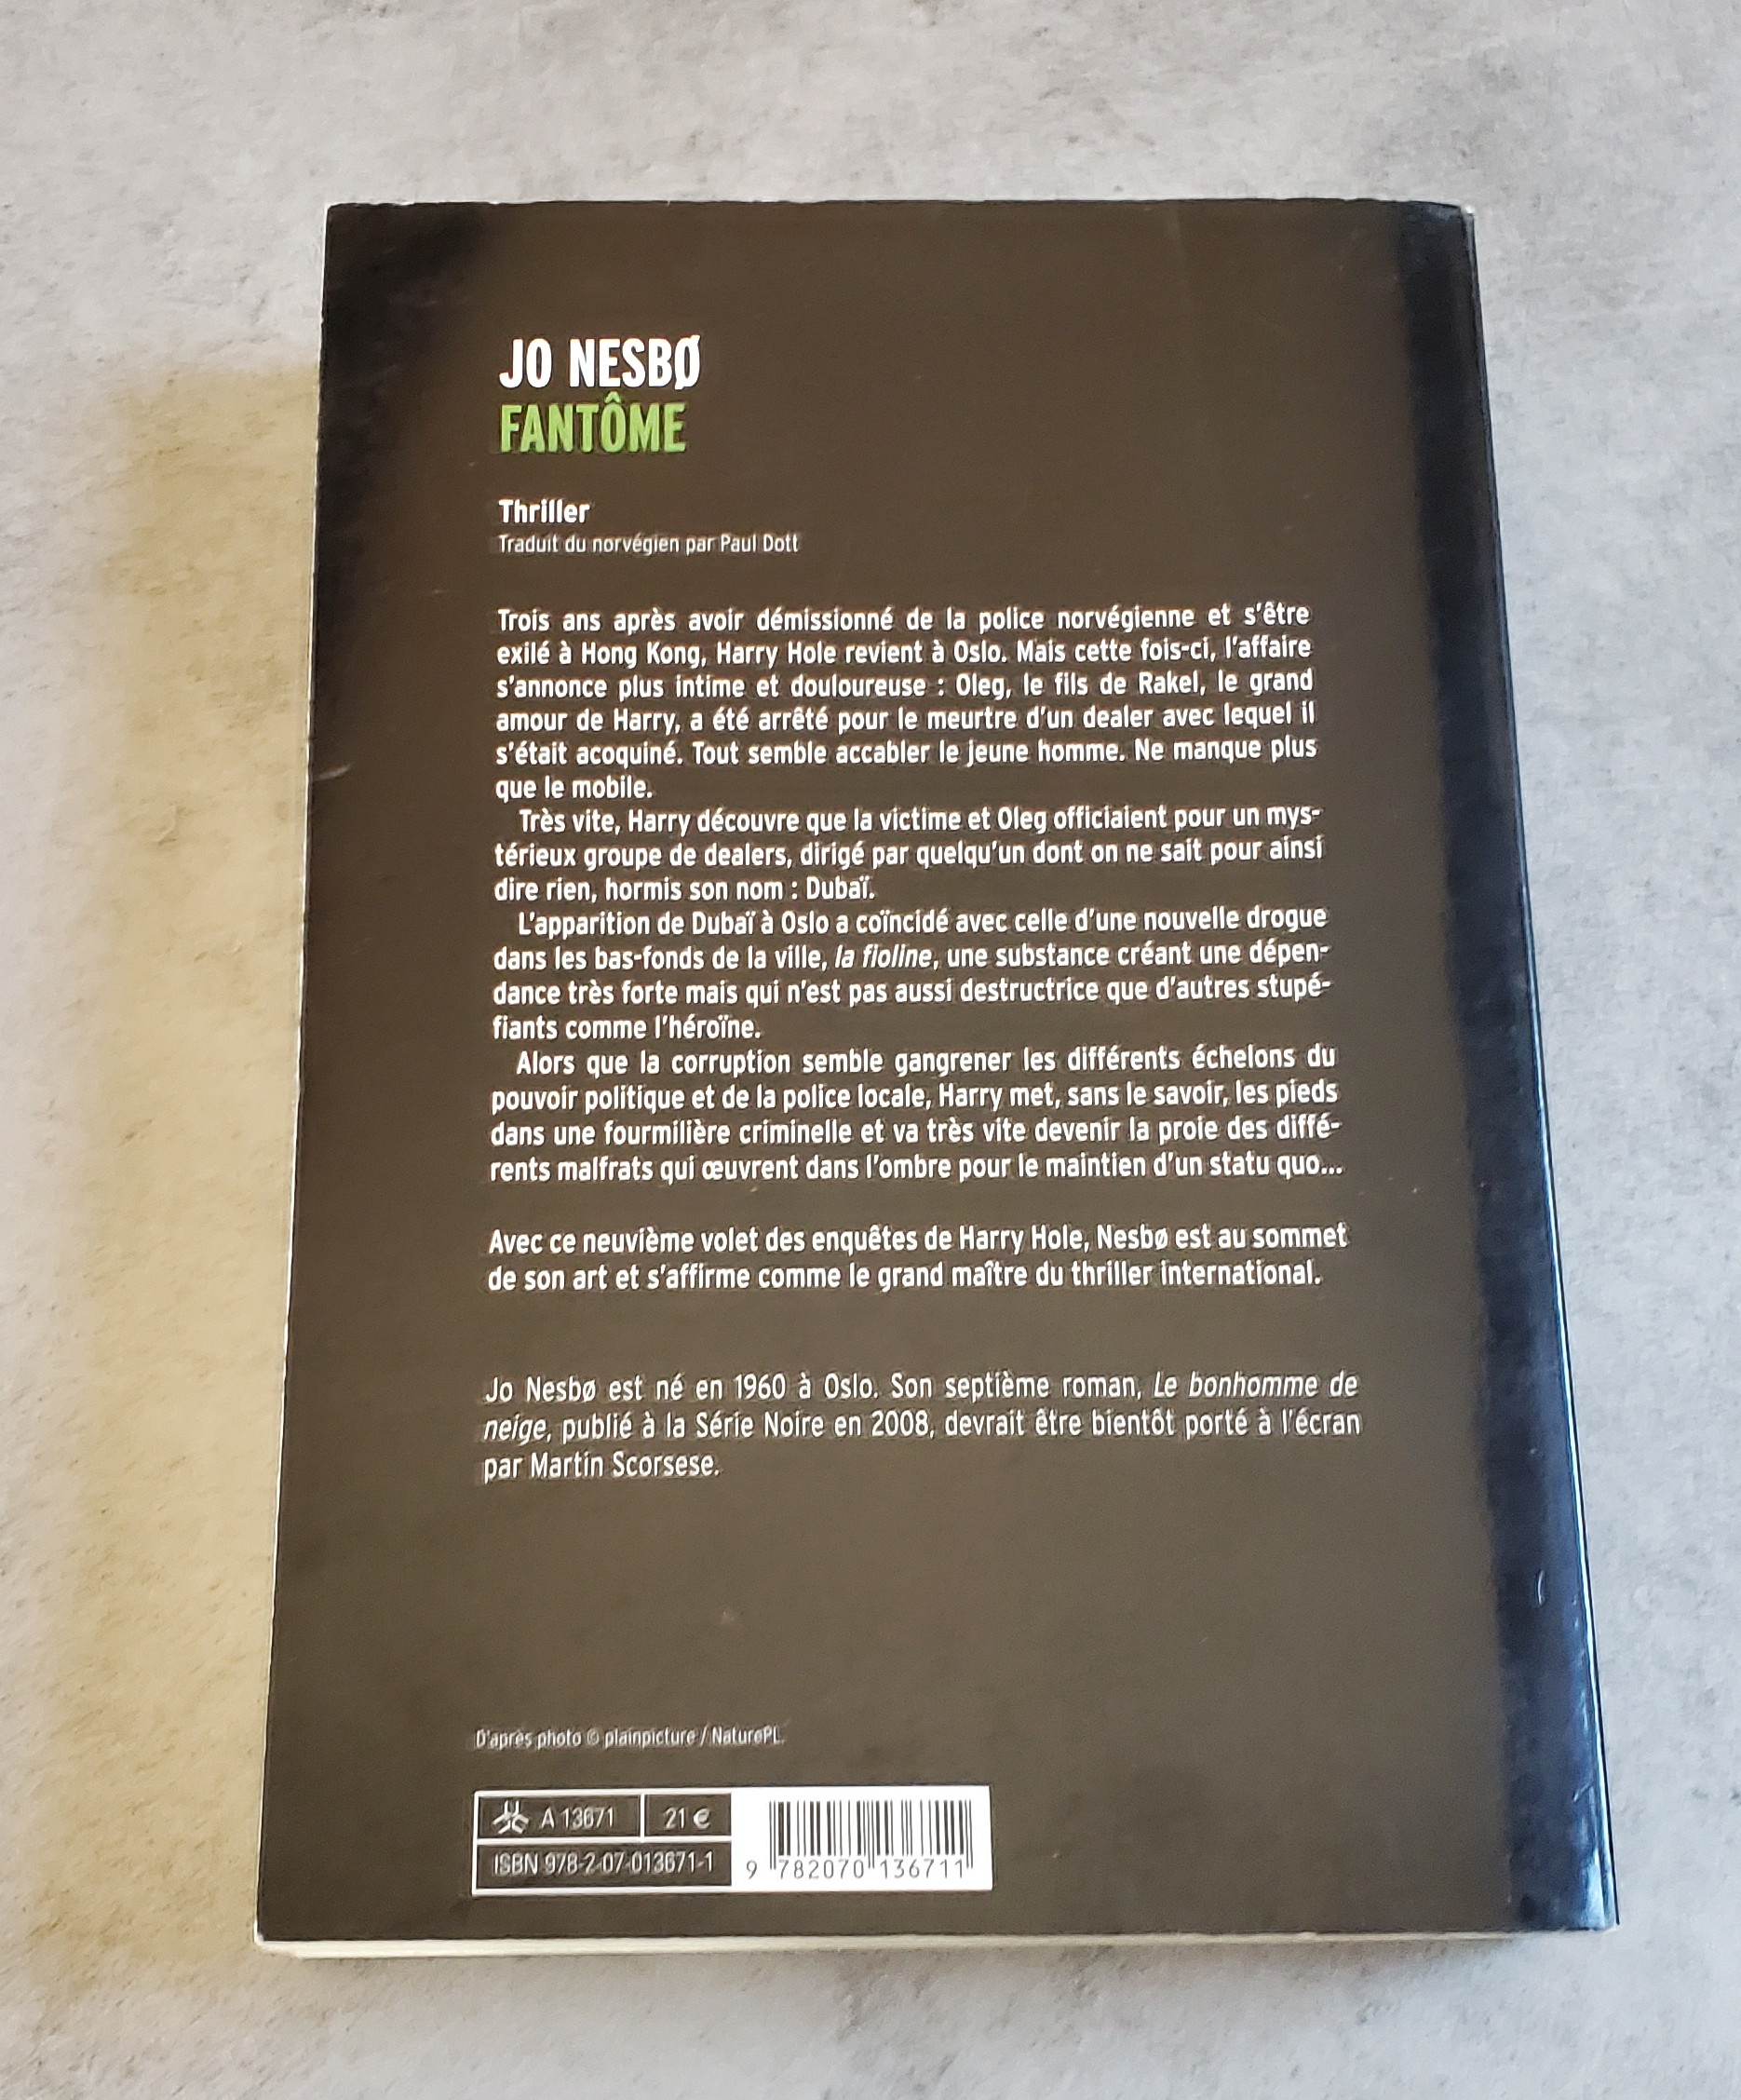 JO NESBØ
FANTÔME
Thriller
Traduit du norvégien par Paul Dott
Trois ans après avoir démissionné de la police norvégienne et s'être
exilé à Hong Kong, Harry Hole revient à Oslo. Mais cette fois-ci, l'affaire
s'annonce plus intime et douloureuse : Oleg, le fils de Rakel, le grand
amour de Harry, a été arrêté pour le meurtre d'un dealer avec lequel il
s'était acoquiné. Tout semble accabler le jeune homme. Ne manque plus
que le mobile.
Très vite, Harry découvre que la victime et Oleg officiaient pour un mys-
térieux groupe de dealers, dirigé par quelqu'un dont on ne sait pour ainsi
dire rien, hormis son nom : Dubaï.
L'apparition de Dubaï à Oslo a coïncidé avec celle d'une nouvelle drogue
dans les bas-fonds de la ville, la fioline, une substance créant une dépen-
dance très forte mais qui n'est pas aussi destructrice que d'autres stupé-
fiants comme l'héroïne.
Alors que la corruption semble gangrener les différents échelons du
pouvoir politique et de la police locale, Harry met, sans le savoir, les pieds
dans une fourmilière criminelle et va très vite devenir la proie des diffé-
rents malfrats qui œuvrent dans l'ombre pour le maintien d'un statu quo...
Avec ce neuvième volet des enquêtes de Harry Hole, Nesbø est au sommet
de son art et s'affirme comme le grand maître du thriller international.
Jo Nesbø est né en 1960 à Oslo. Son septième roman, Le bonhomme de
neige, publié à la Série Noire en 2008, devrait être bientôt porté à l'écran
par Martin Scorsese.
D'après photo © plainpicture / NaturePL.
A 13671 21 €
ISBN 978-2-07-013671-1
9 782070 136711